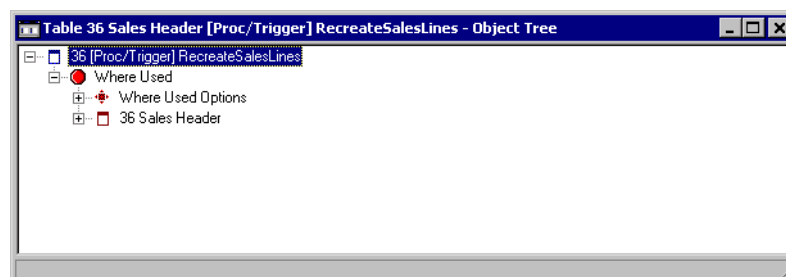 Table 36 Sales Header [Proc/Trigger] RecreateSalesLines - Object Tree
36 [Proc/Trigger] RecreateSalesLines
Where Used
Where Used Options
36 Sales Header